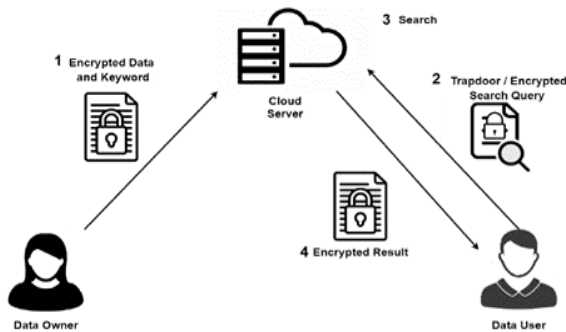 3 Search
1 Encrypted Data
and Keyword
Cloud
Server
2 Trapdoor / Encrypted
Search Query
4 Encrypted Result
Data Owner
Data User